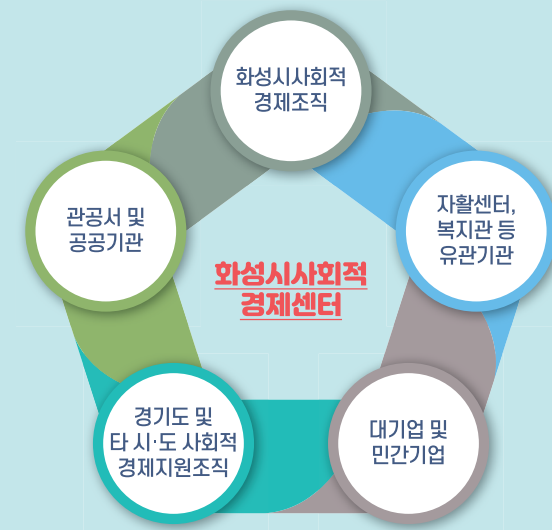 화성시사회적
경제조직
관공서 및
공공기관
자활센터,
복지관 등
유관기관
화성시사회적
경제센터
경기도 및
타 시·도 사회적
경제지원조직
대기업 및
민간기업